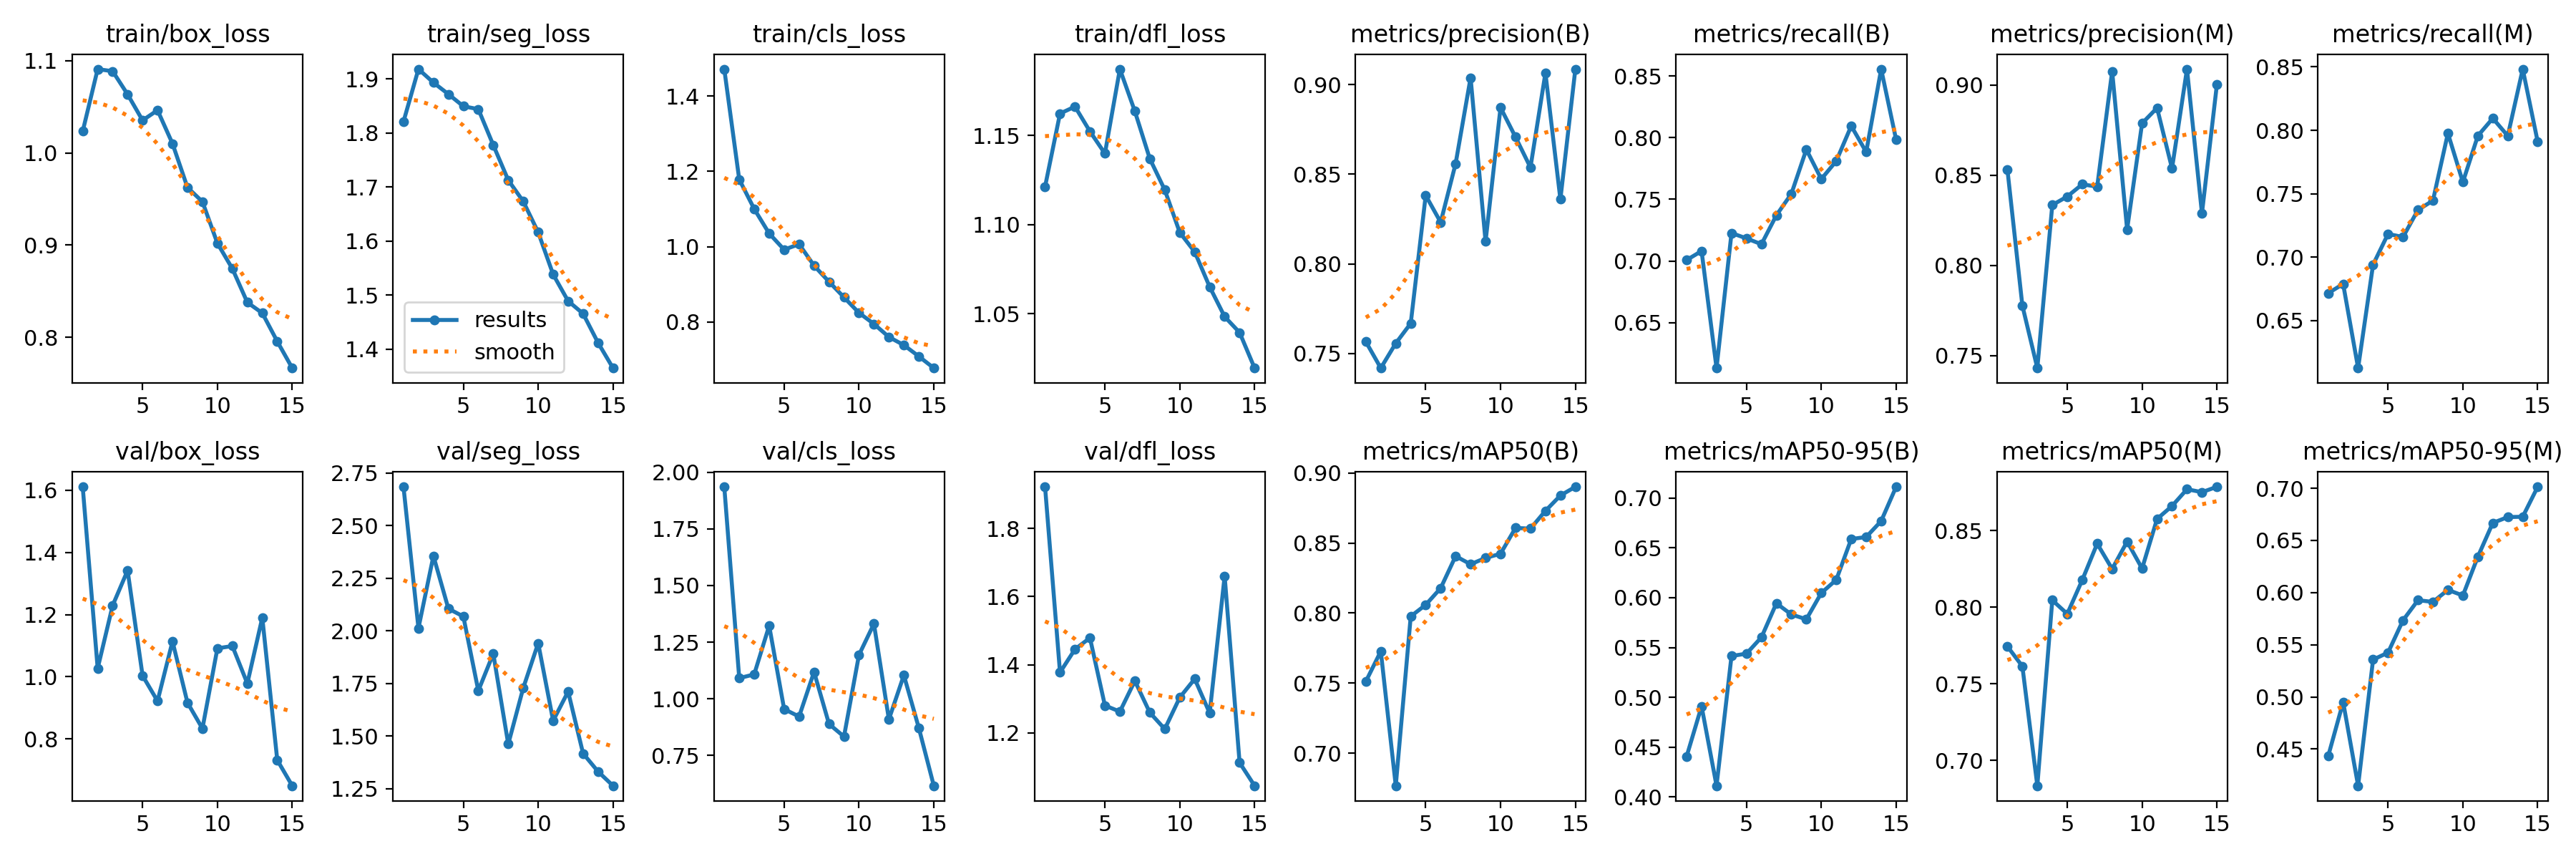 train/box_loss
train/seg_loss
train/cls_loss
train/dfl_loss
metrics/precision(B)
metrics/recall(B)
metrics/precision(M)
metrics/recall(M)
1.1
1.0
0.9
0.8
5 10 15
1.9
1.8
1.7
1.6
1.5
1.4
results
smooth
5 10 15
1.4
1.2
1.0
0.8
5 10 15
1.15
1.10
1.05
5 10 15
0.90
0.85
0.80
0.75
5 10 15
0.85
0.80
0.75
0.70
0.65
5 10 15
0.90
0.85
0.80
0.75
5 10 15
0.85
0.80
0.75
0.70
0.65
5 10 15
val/box_loss
val/seg_loss
val/cls_loss
val/dfl_loss
metrics/mAP50(B)
metrics/mAP50-95(B)
metrics/mAP50(M)
metrics/mAP50-95(M)
1.6
1.4
1.2
1.0
0.8
5 10 15
2.75
2.50
2.25
2.00
1.75
1.50
1.25
5 10 15
2.00
1.75
1.50
1.25
1.00
0.75
5 10 15
1.8
1.6
1.4
1.2
5 10 15
0.90
0.85
0.80
0.75
0.70
5 10 15
0.70
0.65
0.60
0.55
0.50
0.45
0.40
5 10 15
0.85
0.80
0.75
0.70
5 10 15
0.70
0.65
0.60
0.55
0.50
0.45
5 10 15